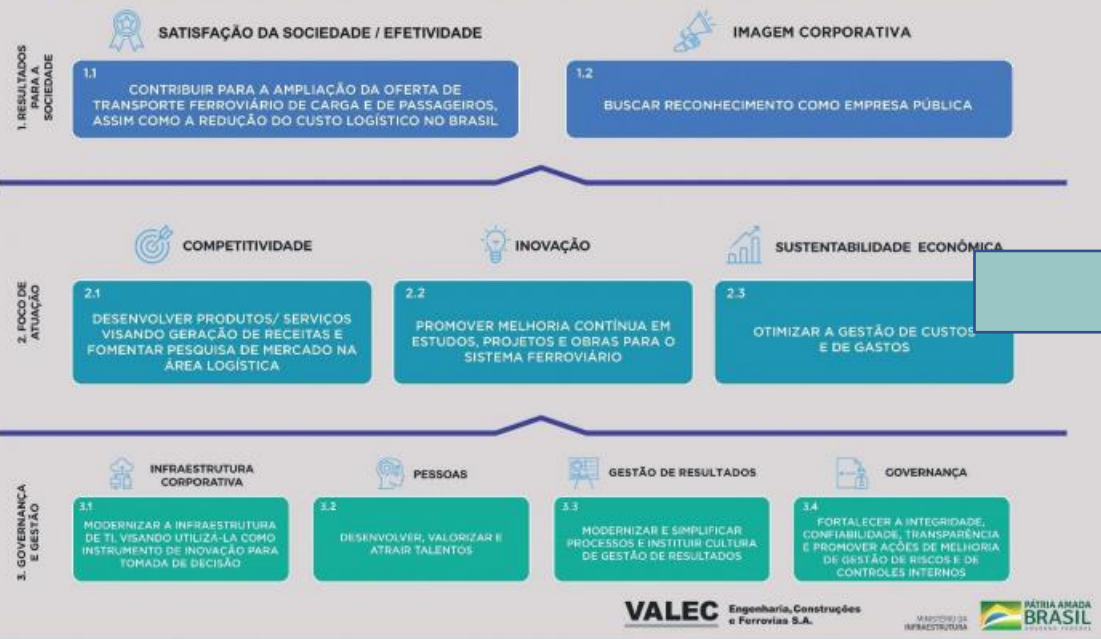 1. RESULTADOS
PARA A
SOCIEDADE
SATISFAÇÃO DA SOCIEDADE / EFETIVIDADE
1.1
CONTRIBUIR PARA A AMPLIAÇÃO DA OFERTA DE
TRANSPORTE FERROVIÁRIO DE CARGA E DE PASSAGEIROS,
ASSIM COMO A REDUÇÃO DO CUSTO LOGÍSTICO NO BRASIL
IMAGEM CORPORATIVA
1.2
BUSCAR RECONHECIMENTO COMO EMPRESA PÚBLICA
2. FOCO DE
ATUAÇÃO
COMPETITIVIDADE
2.1
DESENVOLVER PRODUTOS/ SERVIÇOS
VISANDO GERAÇÃO DE RECEITAS E
FOMENTAR PESQUISA DE MERCADO NA
ÁREA LOGÍSTICA
INOVAÇÃO
2.2
PROMOVER MELHORIA CONTÍNUA EM
ESTUDOS, PROJETOS E OBRAS PARA O
SISTEMA FERROVIÁRIO
SUSTENTABILIDADE ECONÔMICA
2.3
OTIMIZAR A GESTÃO DE CUSTOS
E DE GASTOS
3. GOVERNANÇA
E GESTÃO
INFRAESTRUTURA
CORPORATIVA
3.1
MODERNIZAR A INFRAESTRUTURA
DE TI, VISANDO UTILIZÁ-LA COMO
INSTRUMENTO DE INOVAÇÃO PARA
TOMADA DE DECISÃO
PESSOAS
3.2
DESENVOLVER, VALORIZAR E
ATRAIR TALENTOS
GESTÃO DE RESULTADOS
3.3
MODERNIZAR E SIMPLIFICAR
PROCESSOS E INSTITUIR CULTURA
DE GESTÃO DE RESULTADOS
GOVERNANÇA
3.4
FORTALECER A INTEGRIDADE,
CONFIABILIDADE, TRANSPARÊNCIA
E PROMOVER AÇÕES DE MELHORIA
DE GESTÃO DE RISCOS E DE
CONTROLES INTERNOS
VALEC
Engenharia, Construções
e Ferrovias S.A.
MINISTÉRIO DA
INFRAESTRUTURA
PÁTRIA AMADA
BRASIL
GOVERNO FEDERAL